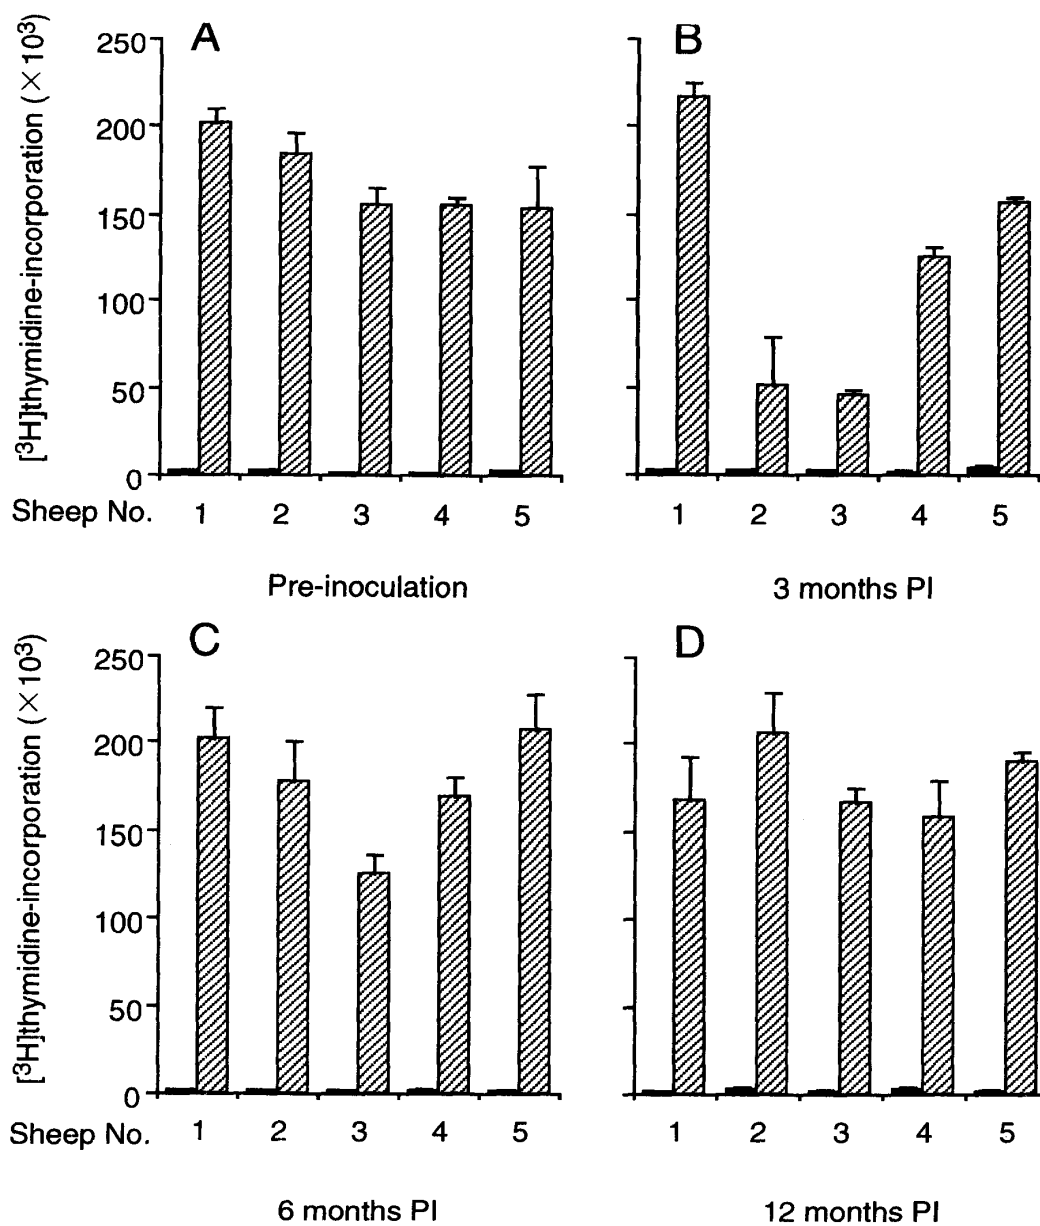 A
B
[³H]thymidine-incorporation (×10³)
250
200
150
100
50
0
Sheep No. 1 2 3 4 5
1 2 3 4 5
Pre-inoculation
3 months PI
C
D
[³H]thymidine-incorporation (×10³)
250
200
150
100
50
0
Sheep No. 1 2 3 4 5
1 2 3 4 5
6 months PI
12 months PI